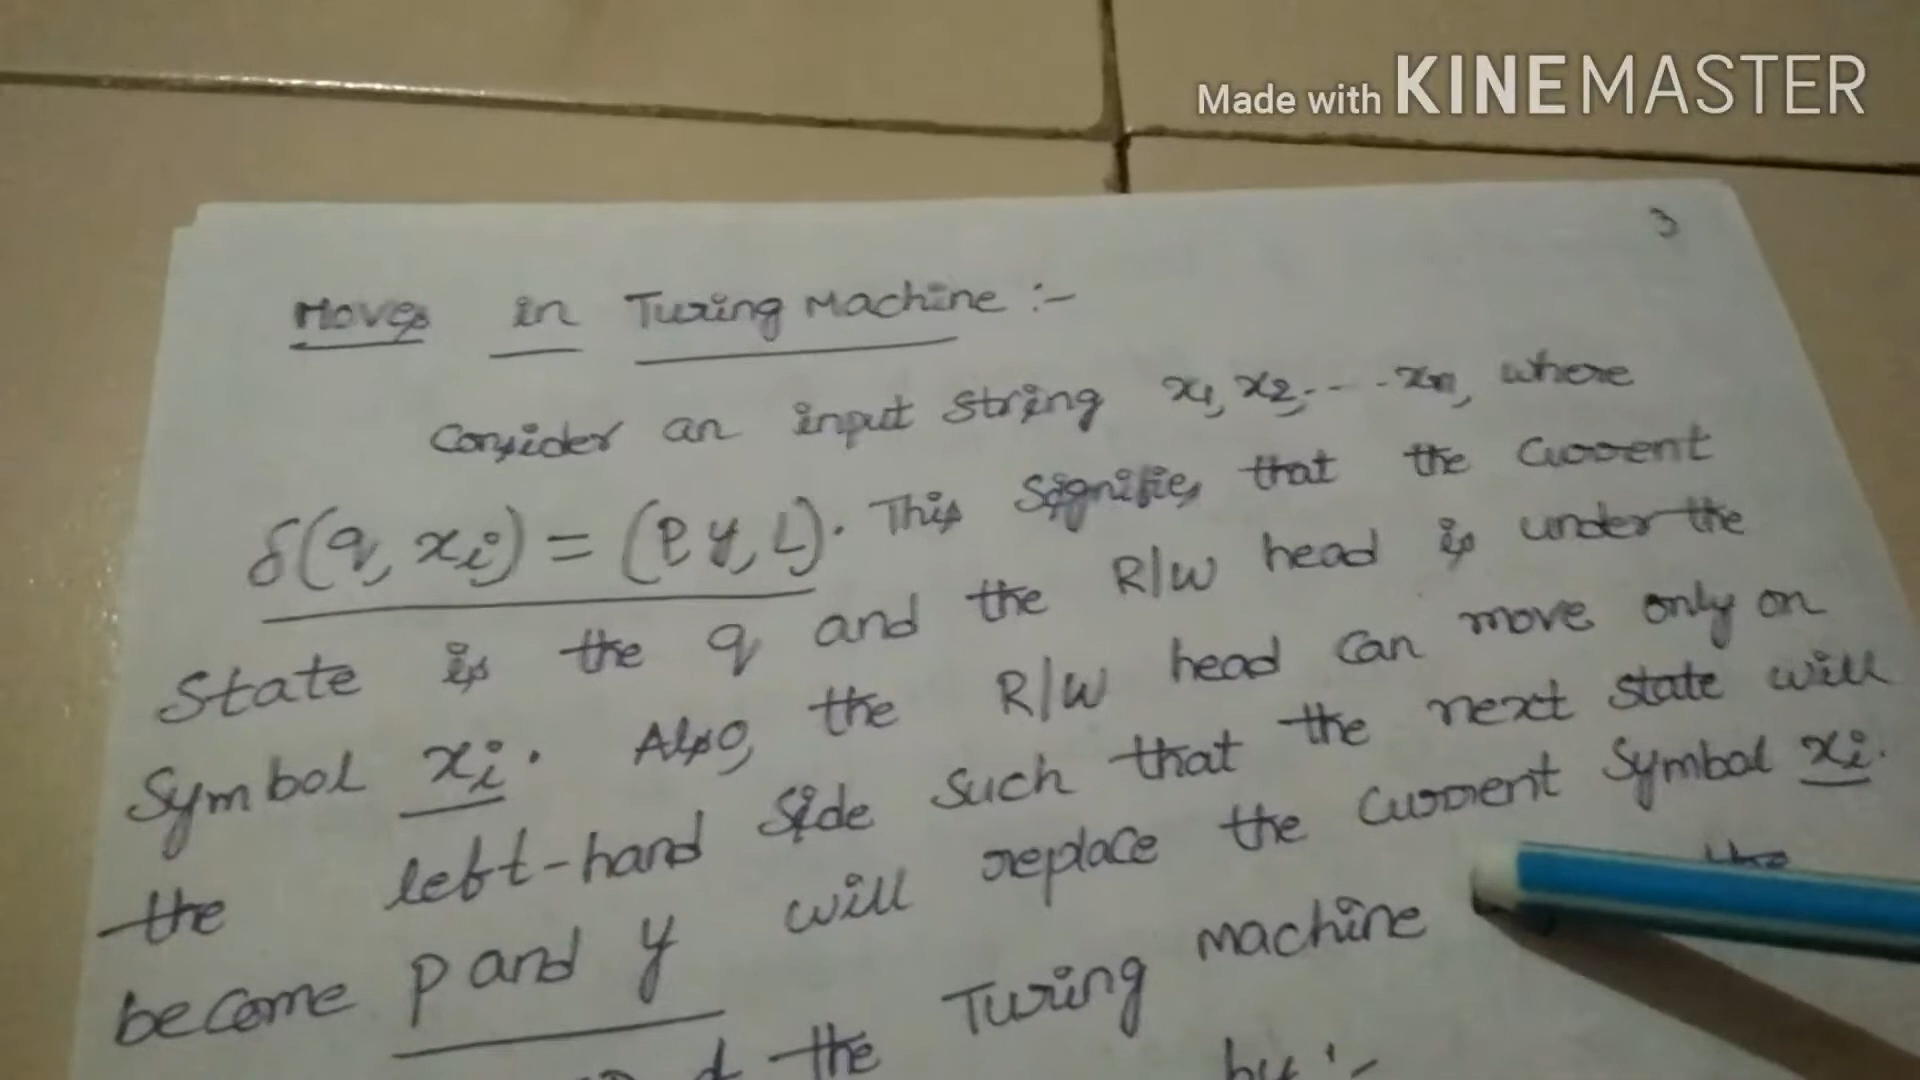 Made with KINEMASTER
3
Moves in Turing Machine :-
Consider an input string x1, x2, - - - xn, where
δ(q, xi) = (p, y, L). This signifies that the current
State is the q and the R/W head is under the
Symbol xi. Also, the R/W head can move only on
the left-hand side such that the next state will
become p and y will replace the current symbol xi.
the Turing machine the
by :-